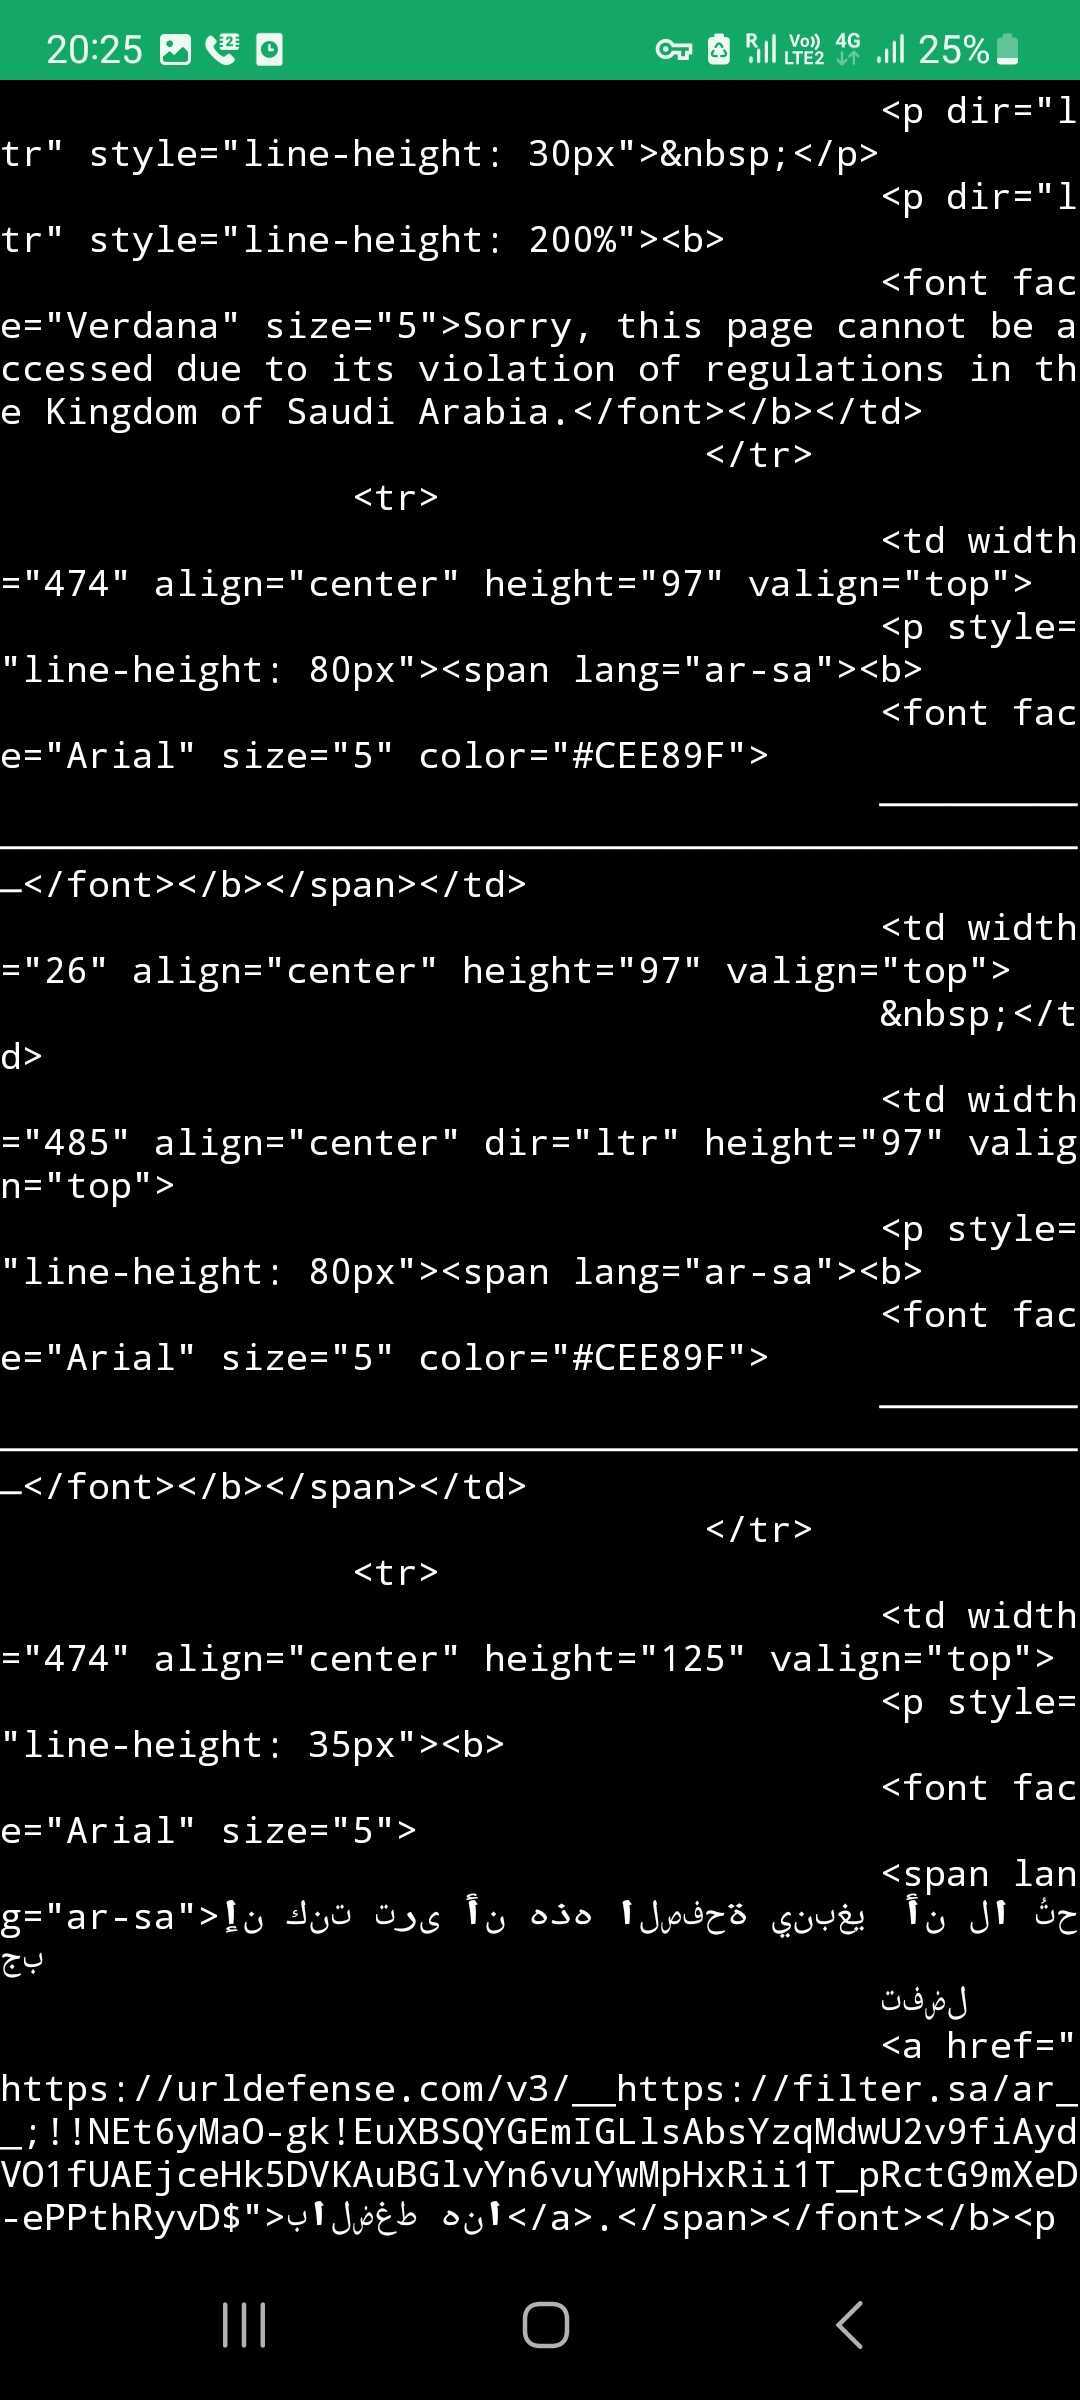 20:25 2 R Vo)) LTE2 4G 25%
<p dir="l
tr" style="line-height: 30px">&nbsp;</p>
<p dir="l
tr" style="line-height: 200%"><b>
<font fac
e="Verdana" size="5">Sorry, this page cannot be a
ccessed due to its violation of regulations in th
e Kingdom of Saudi Arabia.</font></b></td>
</tr>
<tr>
<td width
="474" align="center" height="97" valign="top">
<p style=
"line-height: 80px"><span lang="ar-sa"><b>
<font fac
e="Arial" size="5" color="#CEE89F">
_________
_________________________________________________
_</font></b></span></td>
<td width
="26" align="center" height="97" valign="top">
&nbsp;</t
d>
<td width
="485" align="center" dir="ltr" height="97" valig
n="top">
<p style=
"line-height: 80px"><span lang="ar-sa"><b>
<font fac
e="Arial" size="5" color="#CEE89F">
_________
_________________________________________________
_</font></b></span></td>
</tr>
<tr>
<td width
="474" align="center" height="125" valign="top">
<p style=
"line-height: 35px"><b>
<font fac
e="Arial" size="5">
<span lan
g="ar-sa">إن كنت ترى أن هذه الصفحة ينبغي أن لا تُح
جب
تفضل
<a href="
https://urldefense.com/v3/__https://filter.sa/ar_
_;!!NEt6yMaO-gk!EuXBSQYGEmIGLlsAbsYzqMdwU2v9fiAyd
VO1fUAEjceHk5DVKAuBGlvYn6vuYwMpHxRii1T_pRctG9mXeD
-ePPthRyvD$">بالضغط هنا</a>.</span></font></b><p